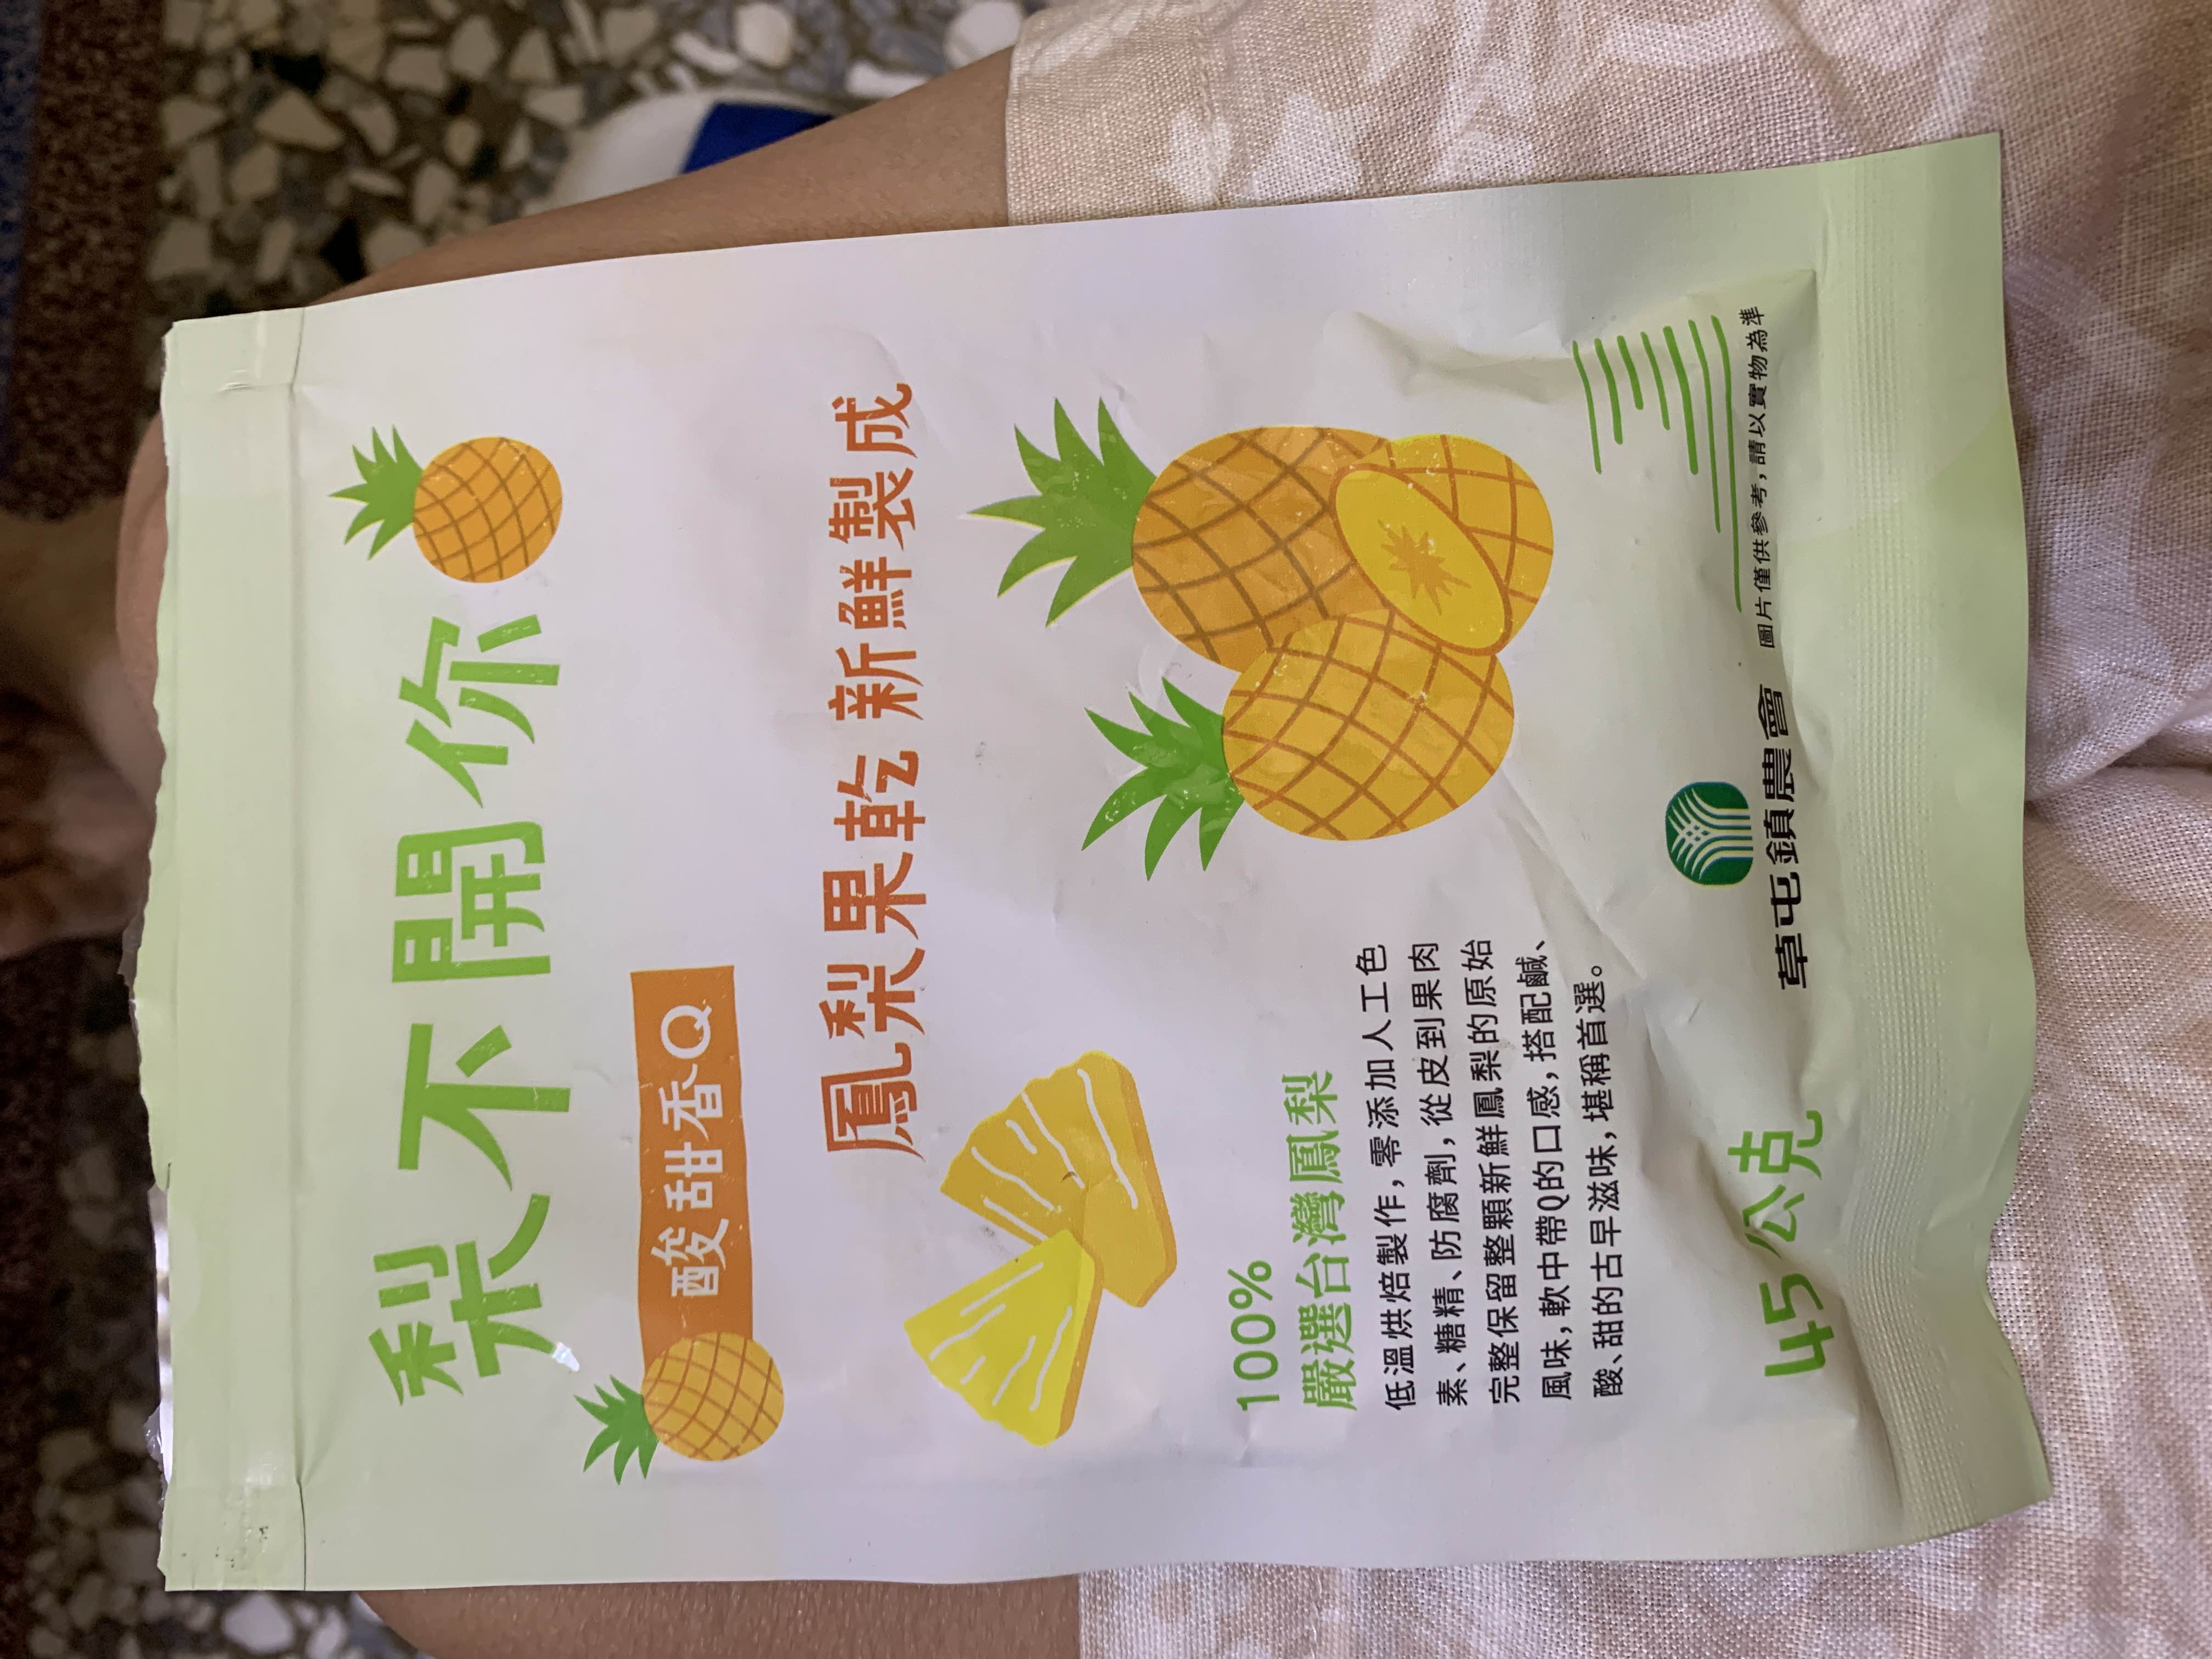 梨不開你
酸甜香Q
鳳梨果乾 新鮮製成
100%
嚴選台灣鳳梨
低溫烘焙製作，零添加人工色
素、糖精、防腐劑，從皮到果肉
完整保留整顆新鮮鳳梨的原始
風味，軟中帶Q的口感，搭配鹹、
酸、甜的古早滋味，堪稱首選。
45公克
草屯鎮農會
圖片僅供參考，請以實物為準